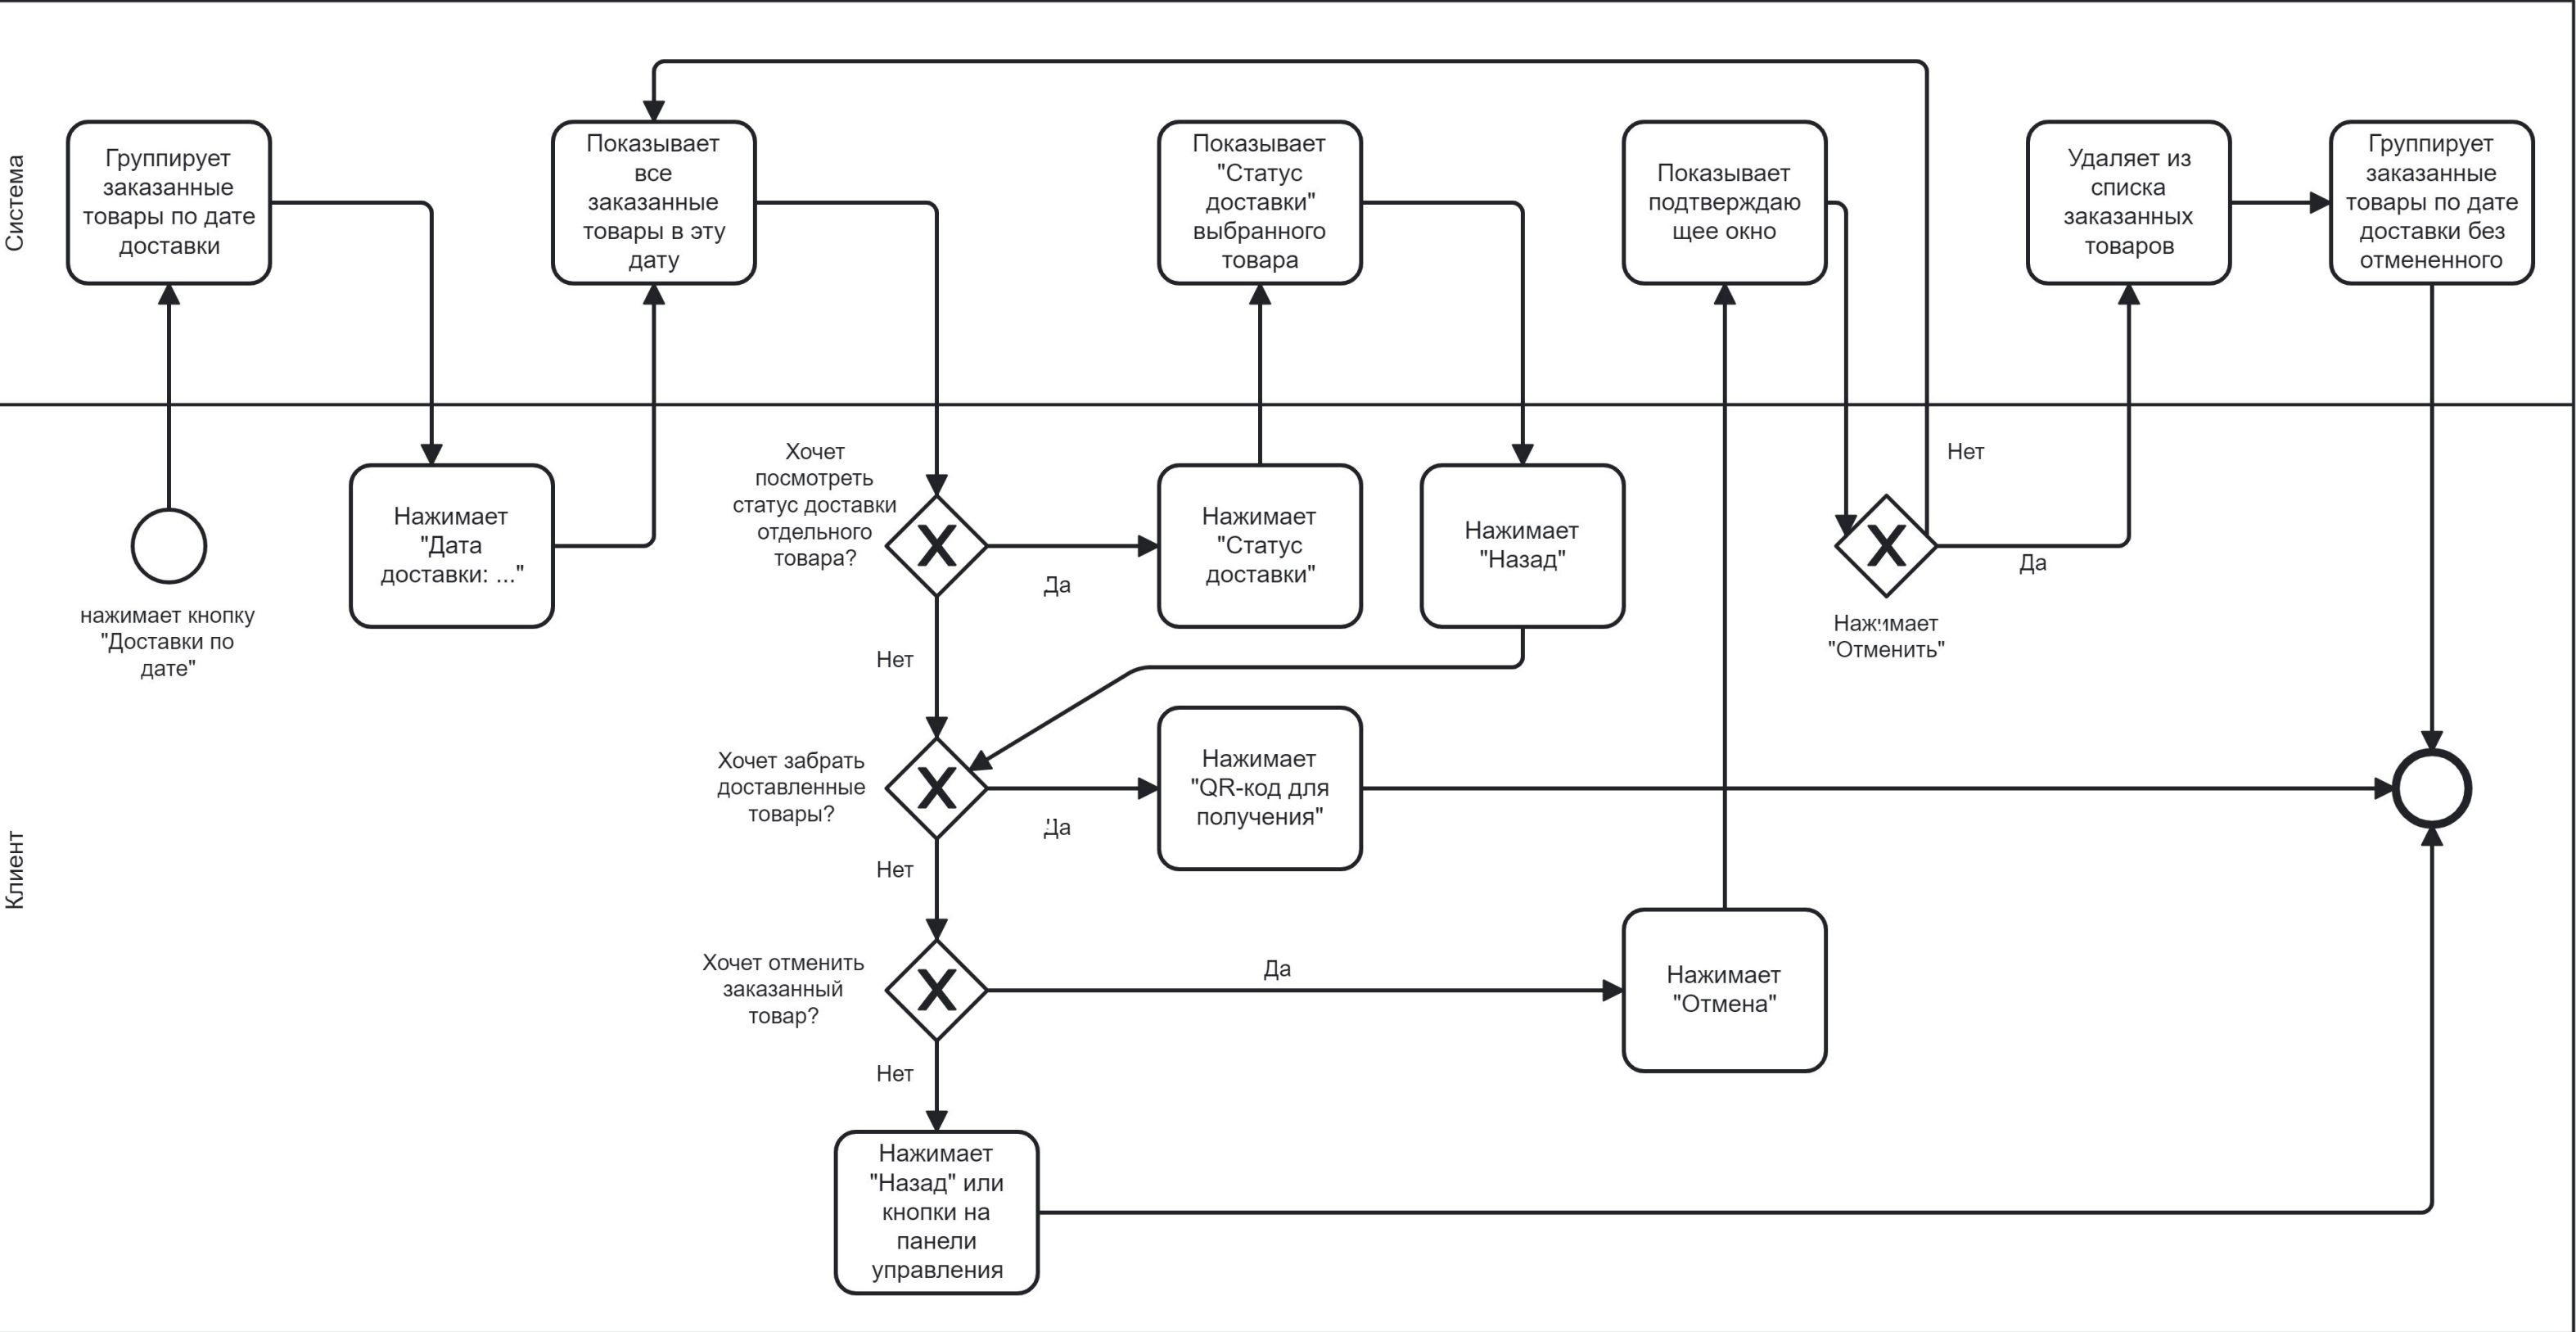 Система
Группирует
заказанные
товары по дате
доставки
Показывает
все
заказанные
товары в эту
дату
Показывает
"Статус
доставки"
выбранного
товара
Показывает
подтверждаю
щее окно
Удаляет из
списка
заказанных
товаров
Группирует
заказанные
товары по дате
доставки без
отмененного
Клиент
нажимает кнопку
"Доставки по
дате"
Нажимает
"Дата
доставки: ..."
Хочет
посмотреть
статус доставки
отдельного
товара?
Да
Нет
Нажимает
"Статус
доставки"
Нажимает
"Назад"
Нет
Да
Нажимает
"Отменить"
Хочет забрать
доставленные
товары?
Да
Нет
Нажимает
"QR-код для
получения"
Хочет отменить
заказанный
товар?
Да
Нет
Нажимает
"Отмена"
Нажимает
"Назад" или
кнопки на
панели
управления